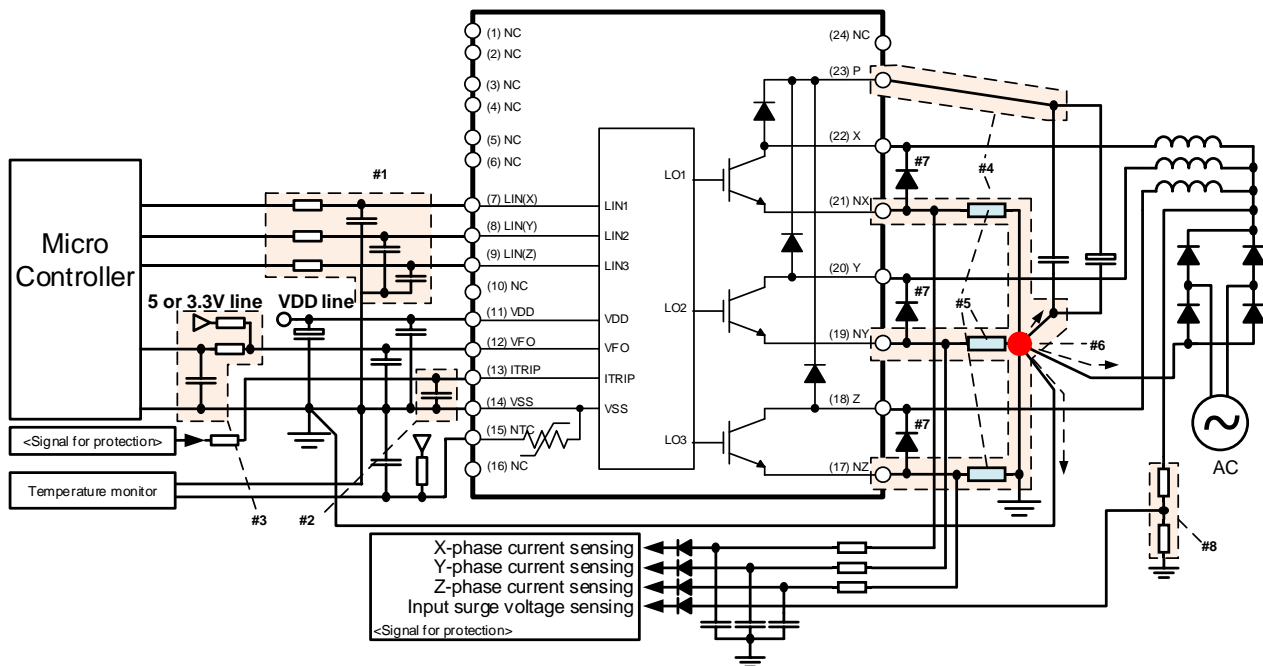 (1) NC
(2) NC
(3) NC
(4) NC
(5) NC
(6) NC
(7) LIN(X)
(8) LIN(Y)
(9) LIN(Z)
(10) NC
(11) VDD
(12) VFO
(13) ITRIP
(14) VSS
(15) NTC
(16) NC
(24) NC
(23) P
(22) X
(21) NX
(20) Y
(19) NY
(18) Z
(17) NZ
LIN1
LIN2
LIN3
VDD
VFO
ITRIP
VSS
LO1
LO2
LO3
Micro
Controller
#1
5 or 3.3V line
VDD line
<Signal for protection>
Temperature monitor
#3
#2
#7
#4
#7
#5
#6
#7
AC
#8
X-phase current sensing
Y-phase current sensing
Z-phase current sensing
Input surge voltage sensing
<Signal for protection>